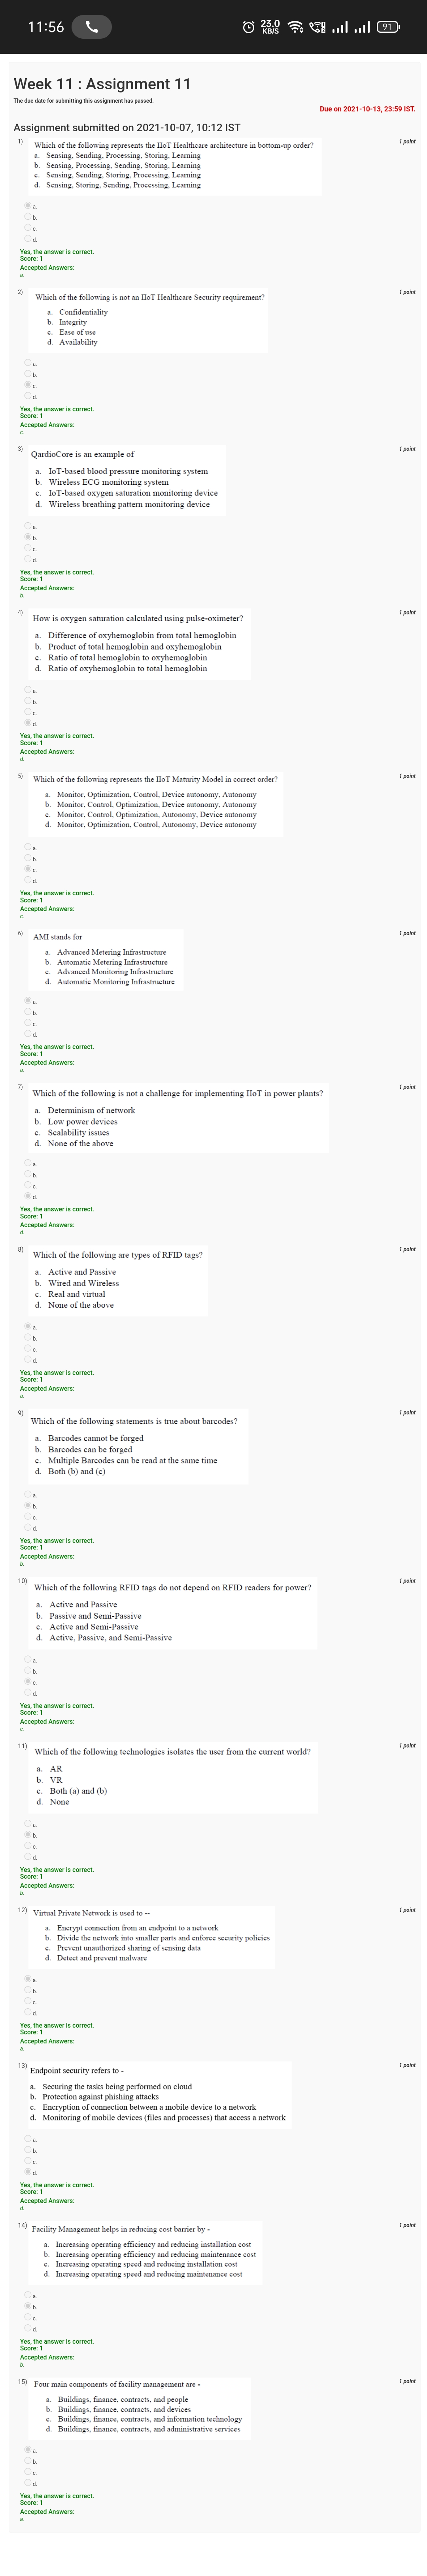 11:56
23.0
KB/S
91
Week 11 : Assignment 11
The due date for submitting this assignment has passed.
Due on 2021-10-13, 23:59 IST.
Assignment submitted on 2021-10-07, 10:12 IST
1)
1 point
Which of the following represents the IIoT Healthcare architecture in bottom-up order?
a. Sensing, Sending, Processing, Storing, Learning
b. Sensing, Processing, Sending, Storing, Learning
c. Sensing, Sending, Storing, Processing, Learning
d. Sensing, Storing, Sending, Processing, Learning
a.
b.
c.
d.
Yes, the answer is correct.
Score: 1
Accepted Answers:
a.
2)
1 point
Which of the following is not an IIoT Healthcare Security requirement?
a. Confidentiality
b. Integrity
c. Ease of use
d. Availability
a.
b.
c.
d.
Yes, the answer is correct.
Score: 1
Accepted Answers:
c.
3)
1 point
QardioCore is an example of
a. IoT-based blood pressure monitoring system
b. Wireless ECG monitoring system
c. IoT-based oxygen saturation monitoring device
d. Wireless breathing pattern monitoring device
a.
b.
c.
d.
Yes, the answer is correct.
Score: 1
Accepted Answers:
b.
4)
1 point
How is oxygen saturation calculated using pulse-oximeter?
a. Difference of oxyhemoglobin from total hemoglobin
b. Product of total hemoglobin and oxyhemoglobin
c. Ratio of total hemoglobin to oxyhemoglobin
d. Ratio of oxyhemoglobin to total hemoglobin
a.
b.
c.
d.
Yes, the answer is correct.
Score: 1
Accepted Answers:
d.
5)
1 point
Which of the following represents the IIoT Maturity Model in correct order?
a. Monitor, Optimization, Control, Device autonomy, Autonomy
b. Monitor, Control, Optimization, Device autonomy, Autonomy
c. Monitor, Control, Optimization, Autonomy, Device autonomy
d. Monitor, Optimization, Control, Autonomy, Device autonomy
a.
b.
c.
d.
Yes, the answer is correct.
Score: 1
Accepted Answers:
c.
6)
1 point
AMI stands for
a. Advanced Metering Infrastructure
b. Automatic Metering Infrastructure
c. Advanced Monitoring Infrastructure
d. Automatic Monitoring Infrastructure
a.
b.
c.
d.
Yes, the answer is correct.
Score: 1
Accepted Answers:
a.
7)
1 point
Which of the following is not a challenge for implementing IIoT in power plants?
a. Determinism of network
b. Low power devices
c. Scalability issues
d. None of the above
a.
b.
c.
d.
Yes, the answer is correct.
Score: 1
Accepted Answers:
d.
8)
1 point
Which of the following are types of RFID tags?
a. Active and Passive
b. Wired and Wireless
c. Real and virtual
d. None of the above
a.
b.
c.
d.
Yes, the answer is correct.
Score: 1
Accepted Answers:
a.
9)
1 point
Which of the following statements is true about barcodes?
a. Barcodes cannot be forged
b. Barcodes can be forged
c. Multiple Barcodes can be read at the same time
d. Both (b) and (c)
a.
b.
c.
d.
Yes, the answer is correct.
Score: 1
Accepted Answers:
b.
10)
1 point
Which of the following RFID tags do not depend on RFID readers for power?
a. Active and Passive
b. Passive and Semi-Passive
c. Active and Semi-Passive
d. Active, Passive, and Semi-Passive
a.
b.
c.
d.
Yes, the answer is correct.
Score: 1
Accepted Answers:
c.
11)
1 point
Which of the following technologies isolates the user from the current world?
a. AR
b. VR
c. Both (a) and (b)
d. None
a.
b.
c.
d.
Yes, the answer is correct.
Score: 1
Accepted Answers:
b.
12)
1 point
Virtual Private Network is used to --
a. Encrypt connection from an endpoint to a network
b. Divide the network into smaller parts and enforce security policies
c. Prevent unauthorized sharing of sensing data
d. Detect and prevent malware
a.
b.
c.
d.
Yes, the answer is correct.
Score: 1
Accepted Answers:
a.
13)
1 point
Endpoint security refers to -
a. Securing the tasks being performed on cloud
b. Protection against phishing attacks
c. Encryption of connection between a mobile device to a network
d. Monitoring of mobile devices (files and processes) that access a network
a.
b.
c.
d.
Yes, the answer is correct.
Score: 1
Accepted Answers:
d.
14)
1 point
Facility Management helps in reducing cost barrier by -
a. Increasing operating efficiency and reducing installation cost
b. Increasing operating efficiency and reducing maintenance cost
c. Increasing operating speed and reducing installation cost
d. Increasing operating speed and reducing maintenance cost
a.
b.
c.
d.
Yes, the answer is correct.
Score: 1
Accepted Answers:
b.
15)
1 point
Four main components of facility management are -
a. Buildings, finance, contracts, and people
b. Buildings, finance, contracts, and devices
c. Buildings, finance, contracts, and information technology
d. Buildings, finance, contracts, and administrative services
a.
b.
c.
d.
Yes, the answer is correct.
Score: 1
Accepted Answers:
a.